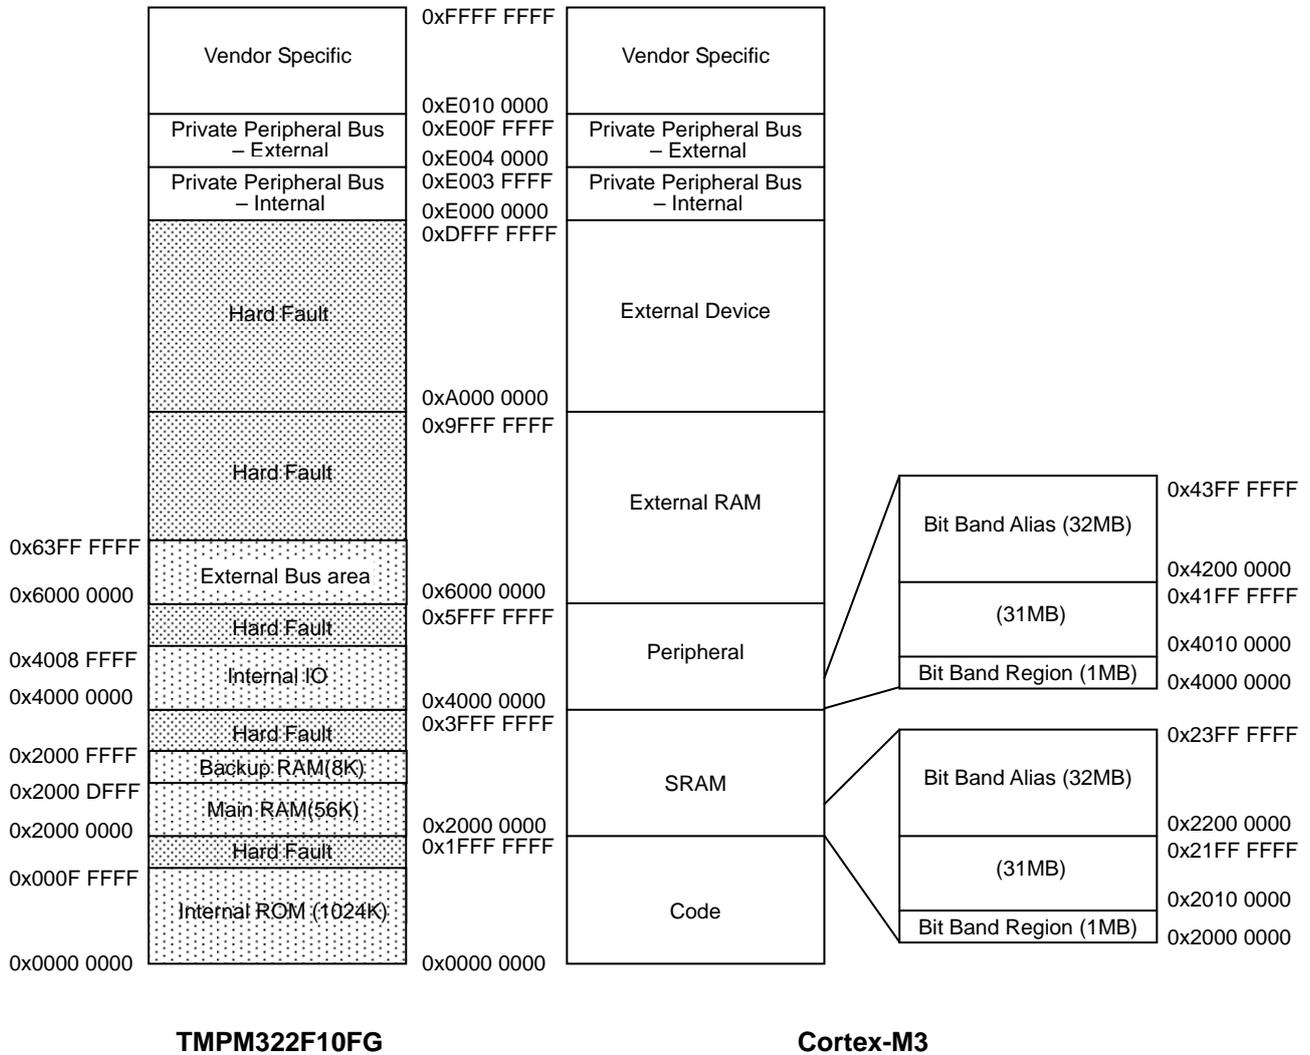 Vendor Specific
0xFFFF FFFF
0xE010 0000
Private Peripheral Bus
– External
0xE00F FFFF
0xE004 0000
Private Peripheral Bus
– Internal
0xE003 FFFF
0xE000 0000
Hard Fault
0xDFFF FFFF
0xA000 0000
Hard Fault
0x9FFF FFFF
0x63FF FFFF
External Bus area
0x6000 0000
0x6000 0000
Hard Fault
0x5FFF FFFF
0x4008 FFFF
Internal IO
0x4000 0000
0x4000 0000
Hard Fault
0x3FFF FFFF
0x2000 FFFF
Backup RAM(8K)
0x2000 DFFF
Main RAM(56K)
0x2000 0000
0x2000 0000
Hard Fault
0x1FFF FFFF
0x000F FFFF
Internal ROM (1024K)
0x0000 0000
0x0000 0000
TMPM322F10FG
Vendor Specific
Private Peripheral Bus
– External
Private Peripheral Bus
– Internal
External Device
External RAM
Peripheral
SRAM
Code
Cortex-M3
0x43FF FFFF
Bit Band Alias (32MB)
0x4200 0000
0x41FF FFFF
(31MB)
0x4010 0000
Bit Band Region (1MB)
0x4000 0000
0x23FF FFFF
Bit Band Alias (32MB)
0x2200 0000
0x21FF FFFF
(31MB)
0x2010 0000
Bit Band Region (1MB)
0x2000 0000